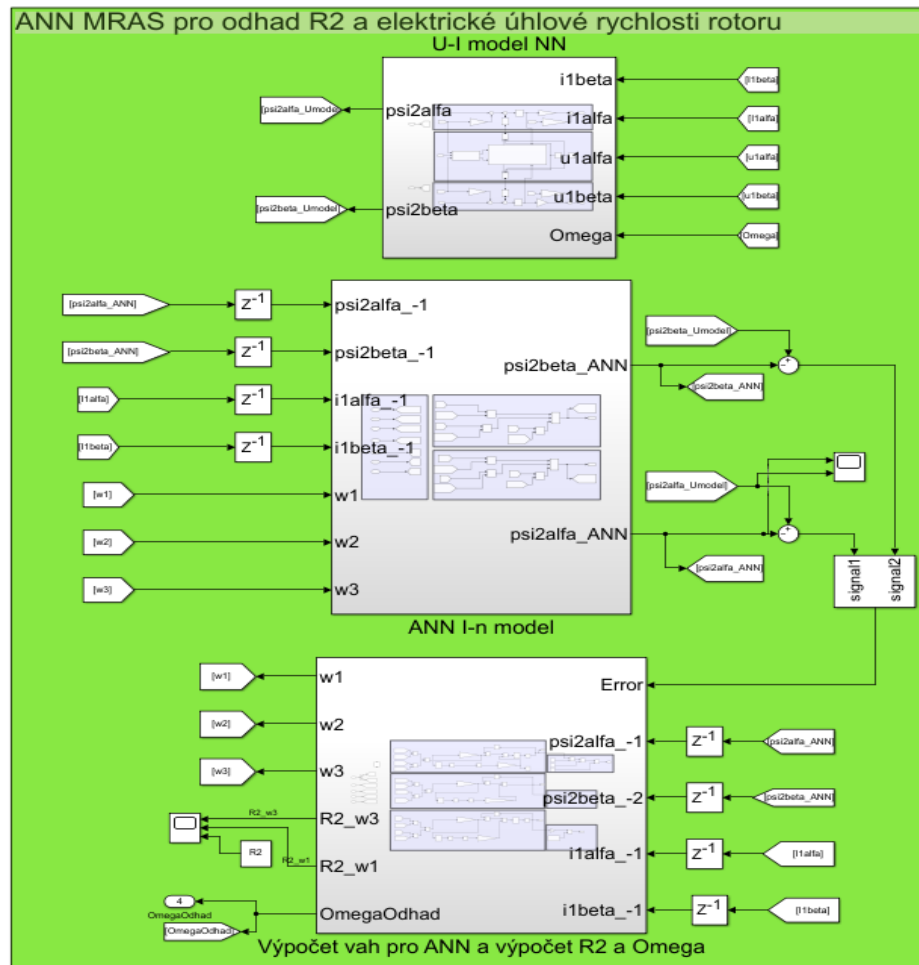 ANN MRAS pro odhad R2 a elektrické úhlové rychlosti rotoru
U-I model NN
i1beta
[I1beta]
[psi2alfa_Umode
psi2alfa
i1alfa
[I1alfa]
u1alfa
[u1alfa]
[psi2beta_Umodel]
psi2beta
u1beta
[u1beta]
Omega
[Omega]
[psi2alfa_ANN]
Z-1
psi2alfa_-1
[psi2beta_Umodel]
[psi2beta_ANN]
Z-1
psi2beta_-1
psi2beta_ANN
[psi2beta_ANN]
[I1alfa]
Z-1
i1alfa_-1
[I1beta]
Z-1
i1beta_-1
[w1]
w1
[psi2alfa_Umodel]
[w2]
w2
psi2alfa_ANN
[psi2alfa_ANN]
[w3]
w3
signal1
signal2
ANN I-n model
[w1]
w1
Error
[w2]
w2
psi2alfa_-1
Z-1
[psi2alfa_ANN]
[w3]
w3
psi2beta_-2
Z-1
[psi2beta_ANN]
R2_w3
R2_w3
R2
R2_w1
R2_w1
i1alfa_-1
Z-1
[I1alfa]
4
OmegaOdhad
[OmegaOdhad]
OmegaOdhad
i1beta_-1
Z-1
[I1beta]
Výpočet vah pro ANN a výpočet R2 a Omega